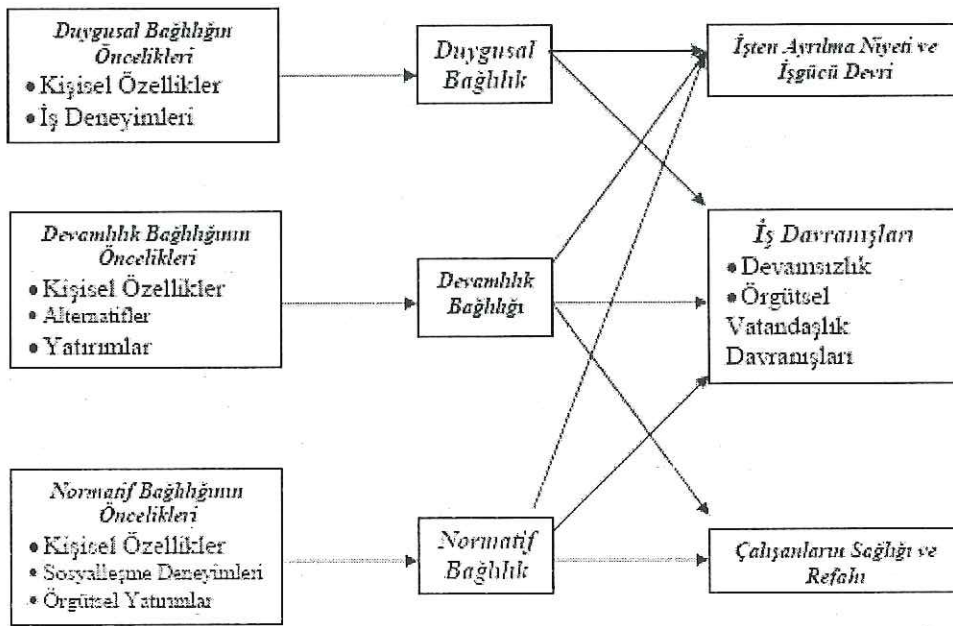 Duygusal Bağlılığın
Öncelikleri
• Kişisel Özellikler
• İş Deneyimleri
Duygusal
Bağlılık
İşten Ayrılma Niyeti ve
İşgücü Devri
Devamlılık Bağlılığının
Öncelikleri
• Kişisel Özellikler
• Alternatifler
• Yatırımlar
Devamlılık
Bağlılığı
İş Davranışları
• Devamsızlık
• Örgütsel
Vatandaşlık
Davranışları
Normatif Bağlılığının
Öncelikleri
• Kişisel Özellikler
• Sosyalleşme Deneyimleri
• Örgütsel Yatırımlar
Normatif
Bağlılık
Çalışanların Sağlığı ve
Refahı